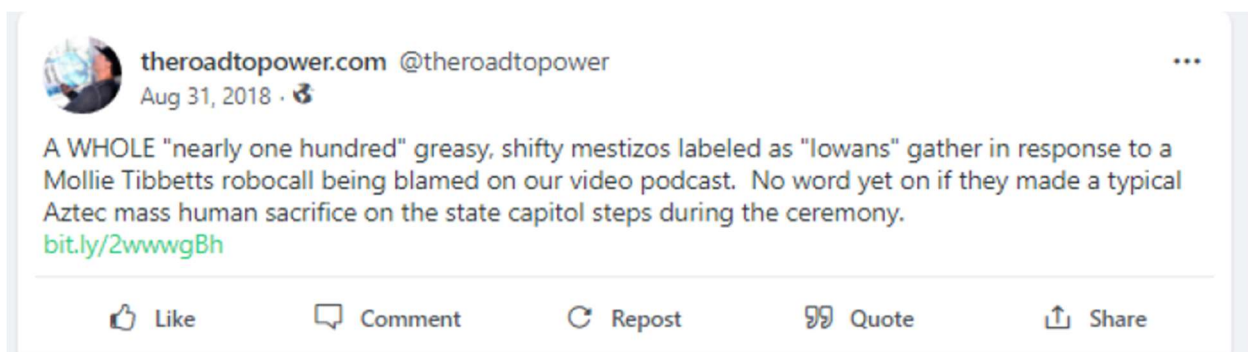 theroadtopower.com @theroadtopower
Aug 31, 2018 ·
A WHOLE "nearly one hundred" greasy, shifty mestizos labeled as "Iowans" gather in response to a
Mollie Tibbetts robocall being blamed on our video podcast.  No word yet on if they made a typical
Aztec mass human sacrifice on the state capitol steps during the ceremony.
bit.ly/2wwwgBh
Like Comment Repost Quote Share